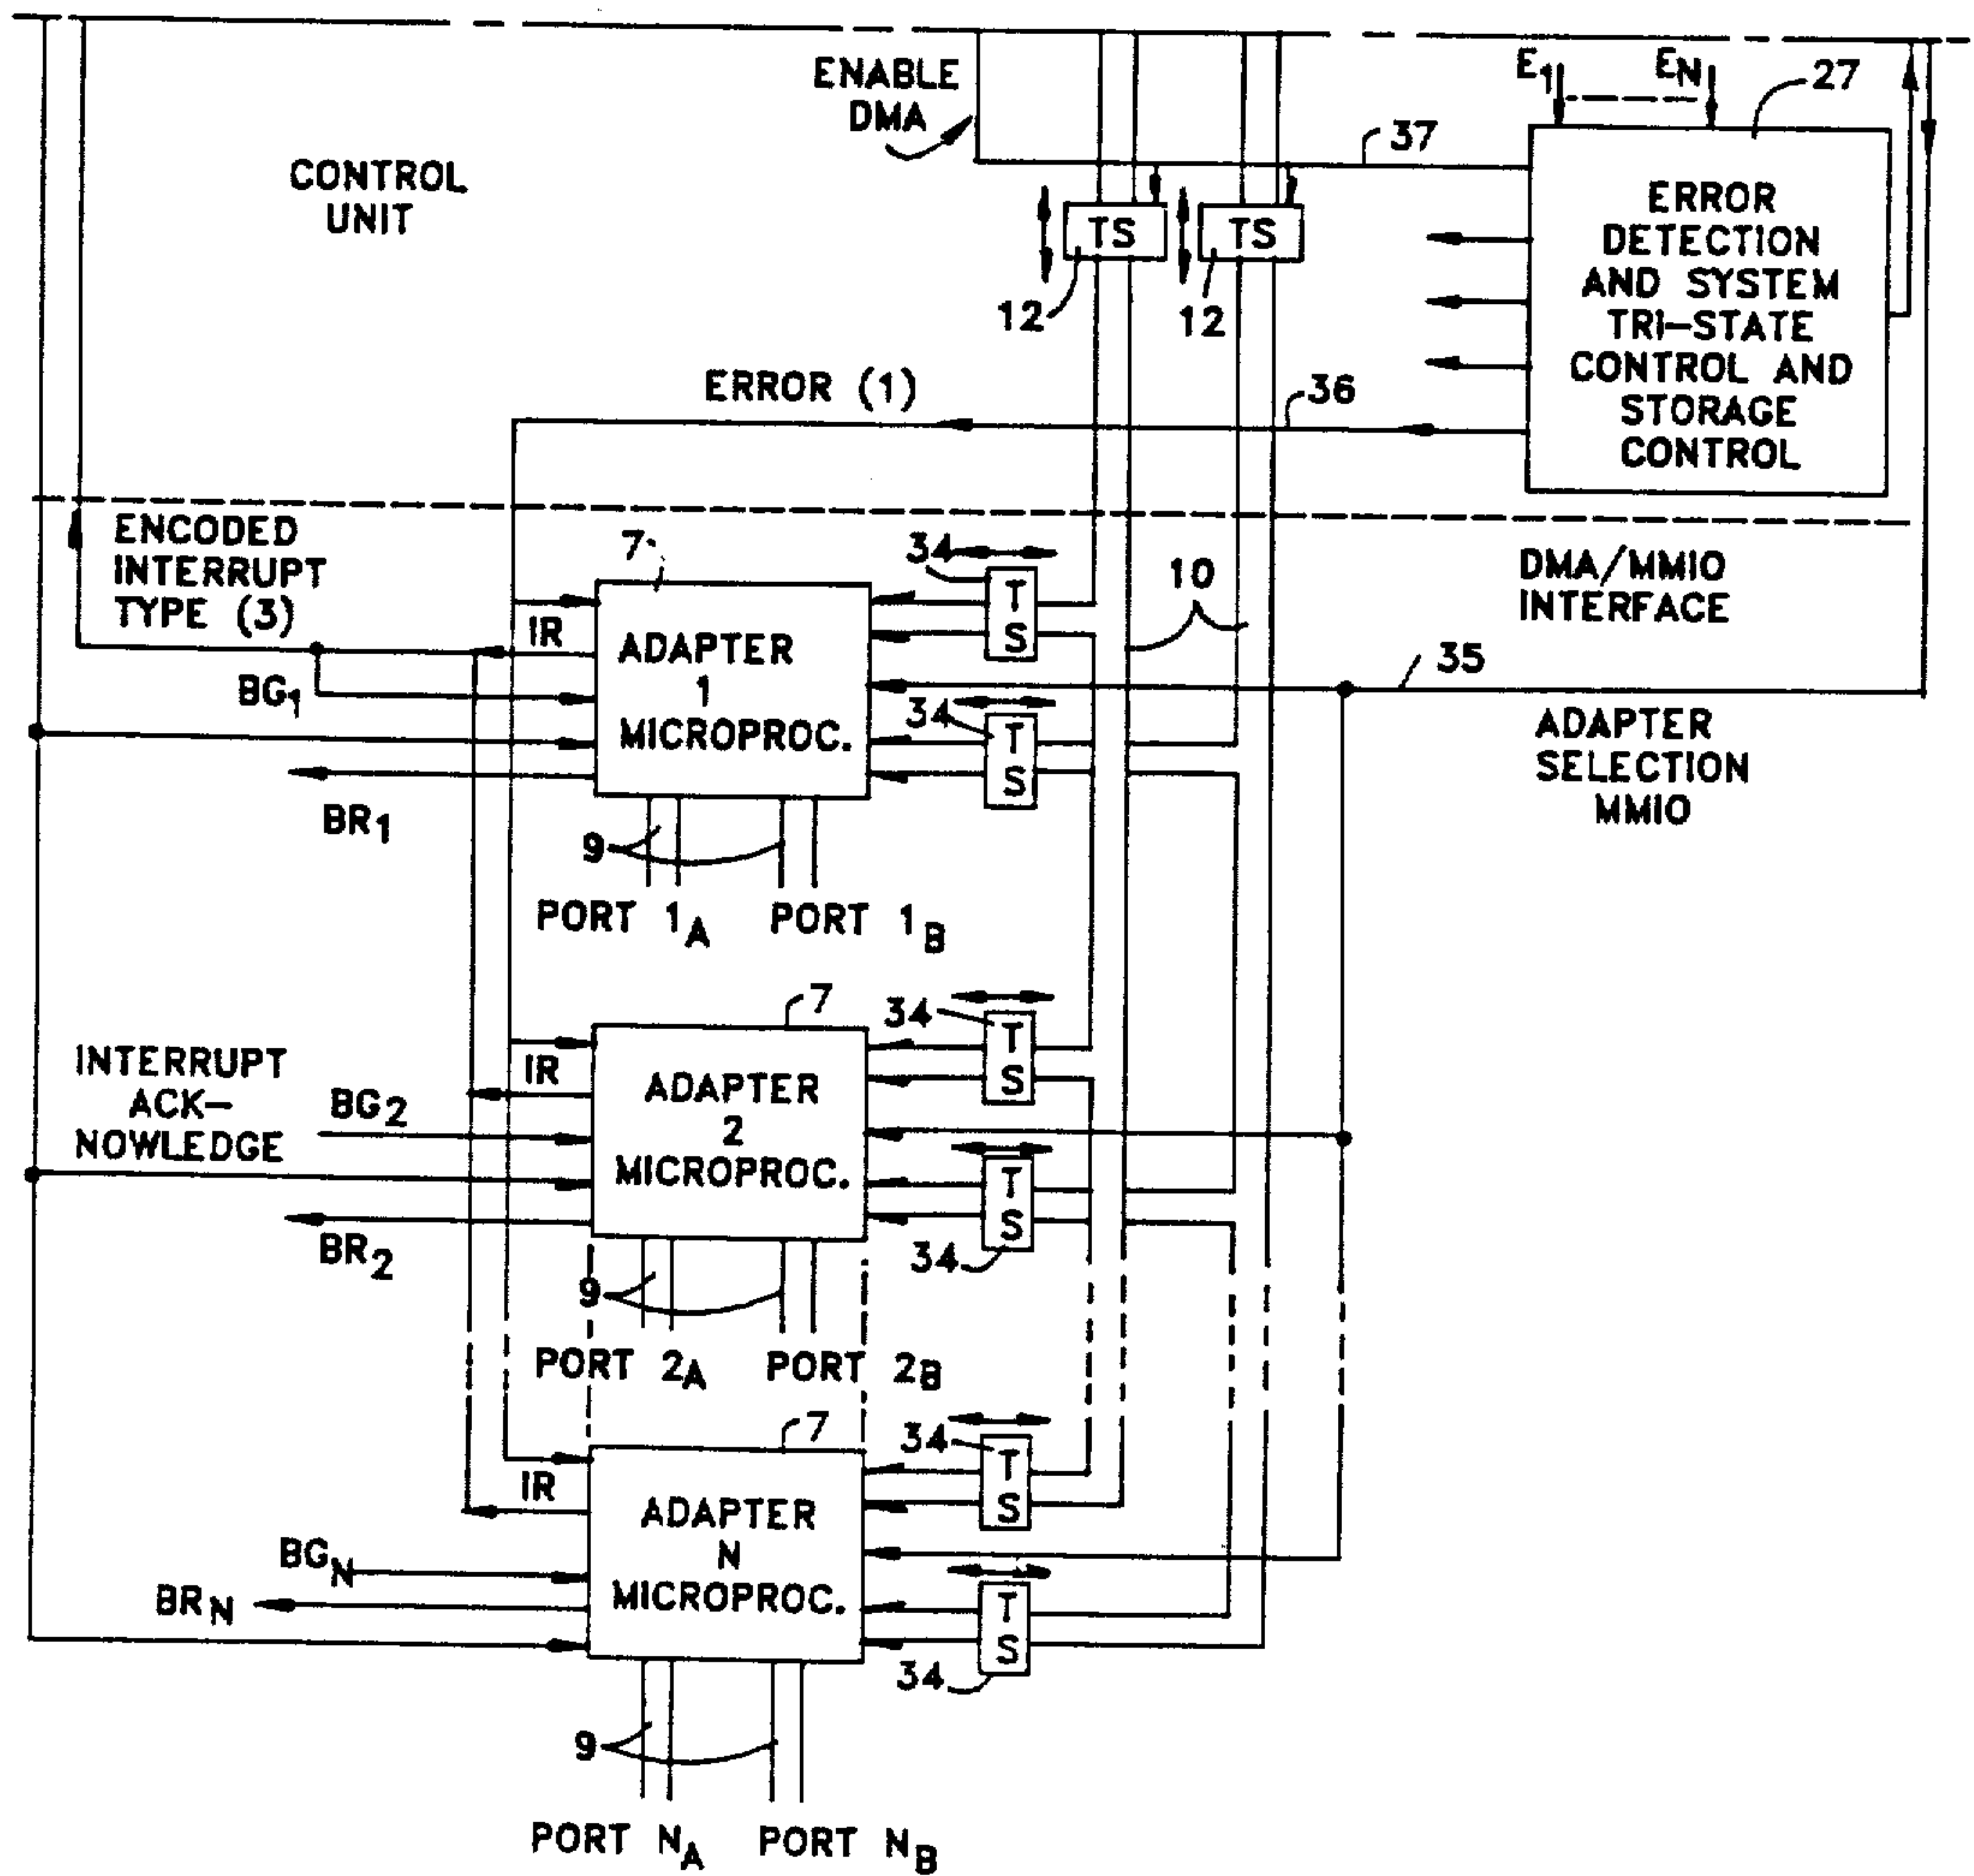 ENABLE
DMA
E1
EN
27
37
CONTROL
UNIT
TS
TS
12
12
ERROR
DETECTION
AND SYSTEM
TRI-STATE
CONTROL AND
STORAGE
CONTROL
ERROR (1)
36
ENCODED
INTERRUPT
TYPE (3)
7
34
T
S
10
DMA/MMIO
INTERFACE
IR
ADAPTER
1
MICROPROC.
BG1
34
T
S
35
ADAPTER
SELECTION
MMIO
BR1
9
PORT 1A
PORT 1B
7
34
T
S
INTERRUPT
ACK-
NOWLEDGE
IR
BG2
ADAPTER
2
MICROPROC.
T
S
34
BR2
9
PORT 2A
PORT 2B
7
34
T
S
IR
ADAPTER
N
MICROPROC.
BGN
BRN
T
S
34
9
PORT NA
PORT NB